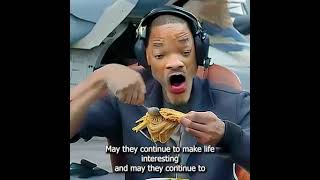 May they continue to make life
interesting
and may they continue to